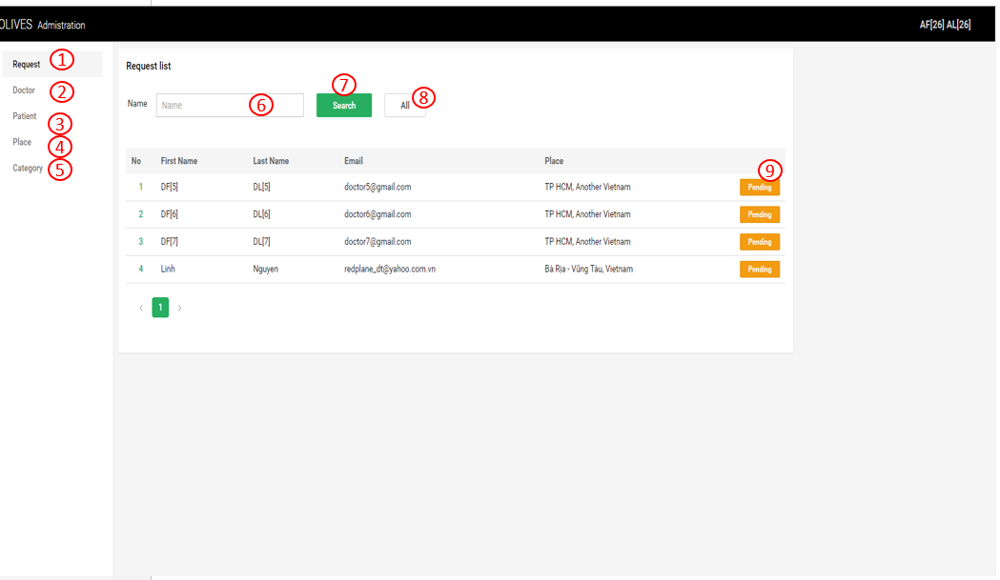 OLIVES Admistration AF[26] AL[26]
Request 1
Doctor 2
Patient 3
Place 4
Category 5
Request list
7
8
Name Name 6 Search All
No First Name Last Name Email Place
9
1 DF[5] DL[5] doctor5@gmail.com TP HCM, Another Vietnam Pending
2 DF[6] DL[6] doctor6@gmail.com TP HCM, Another Vietnam Pending
3 DF[7] DL[7] doctor7@gmail.com TP HCM, Another Vietnam Pending
4 Linh Nguyen redplane_dt@yahoo.com.vn Bà Rịa - Vũng Tàu, Vietnam Pending
‹ 1 ›